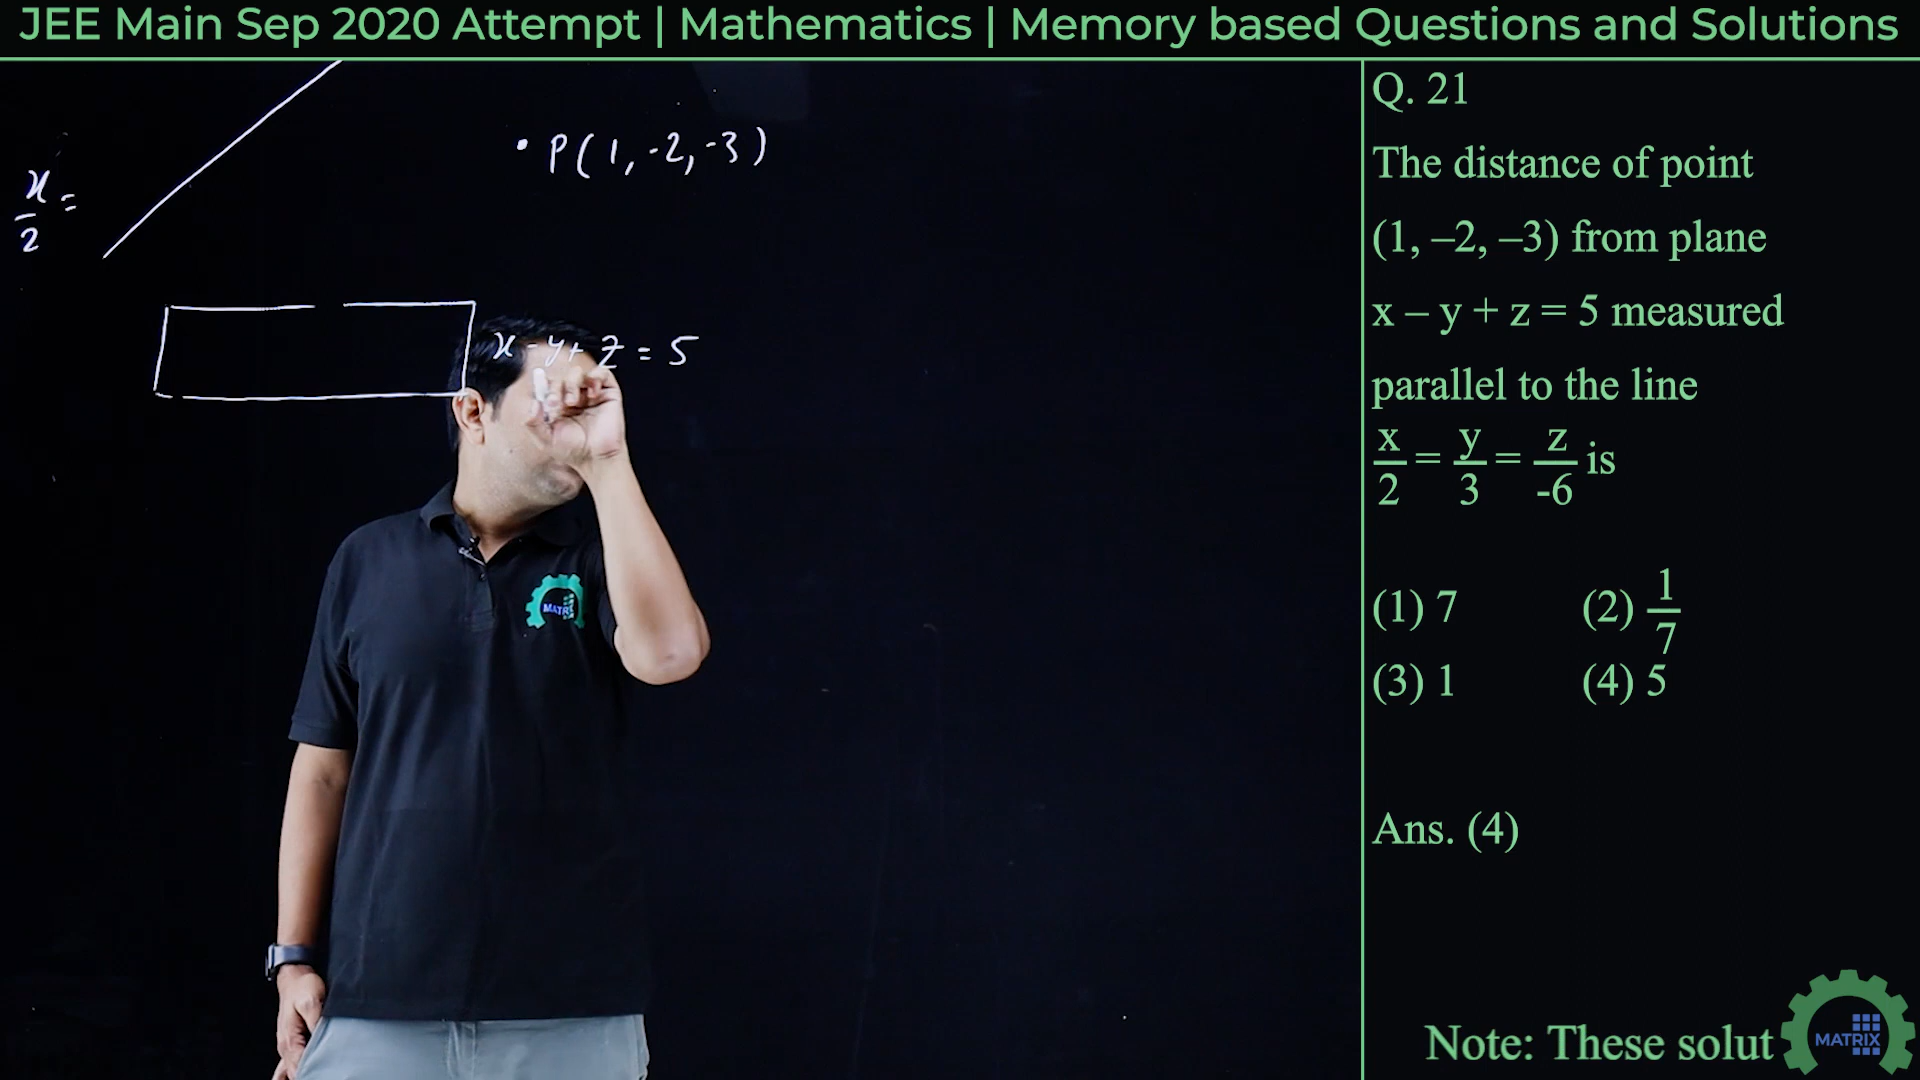 JEE Main Sep 2020 Attempt | Mathematics | Memory based Questions and Solutions
P(1, -2, -3)
x/2 =
x - y + z = 5
MATRIX
Q. 21
The distance of point
(1, –2, –3) from plane
x – y + z = 5 measured
parallel to the line
x/2 = y/3 = z/-6 is
(1) 7 (2) 1/7
(3) 1 (4) 5
Ans. (4)
Note: These solut
MATRIX